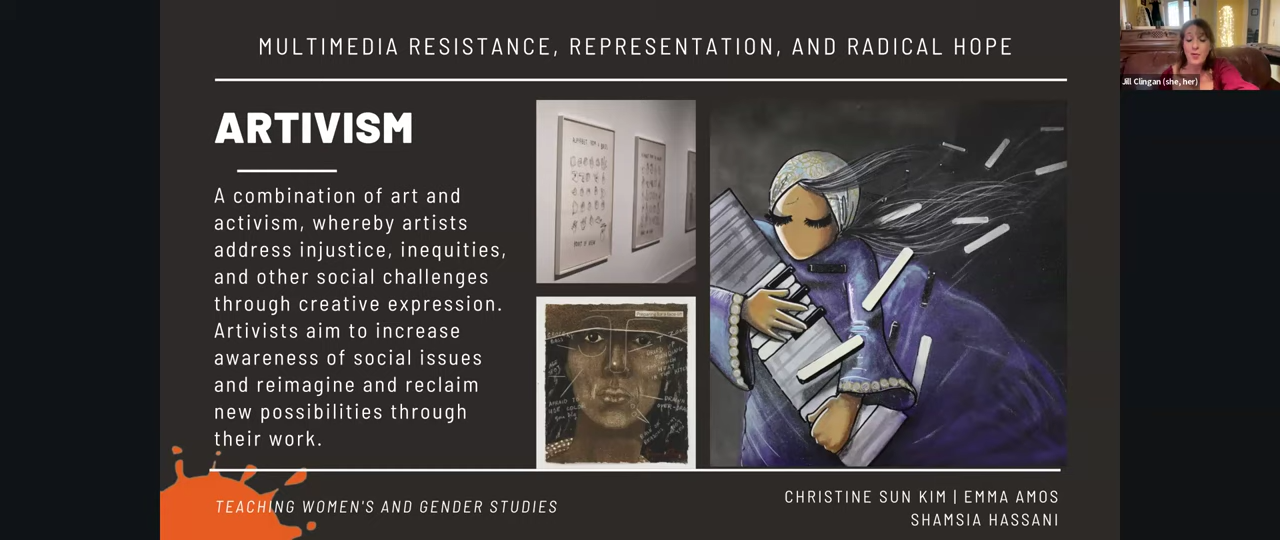 MULTIMEDIA RESISTANCE, REPRESENTATION, AND RADICAL HOPE
Jill Clingan (she, her)
ARTIVISM
A combination of art and
activism, whereby artists
address injustice, inequities,
and other social challenges
through creative expression.
Artivists aim to increase
awareness of social issues
and reimagine and reclaim
new possibilities through
their work.
TEACHING WOMEN'S AND GENDER STUDIES
CHRISTINE SUN KIM | EMMA AMOS
SHAMSIA HASSANI